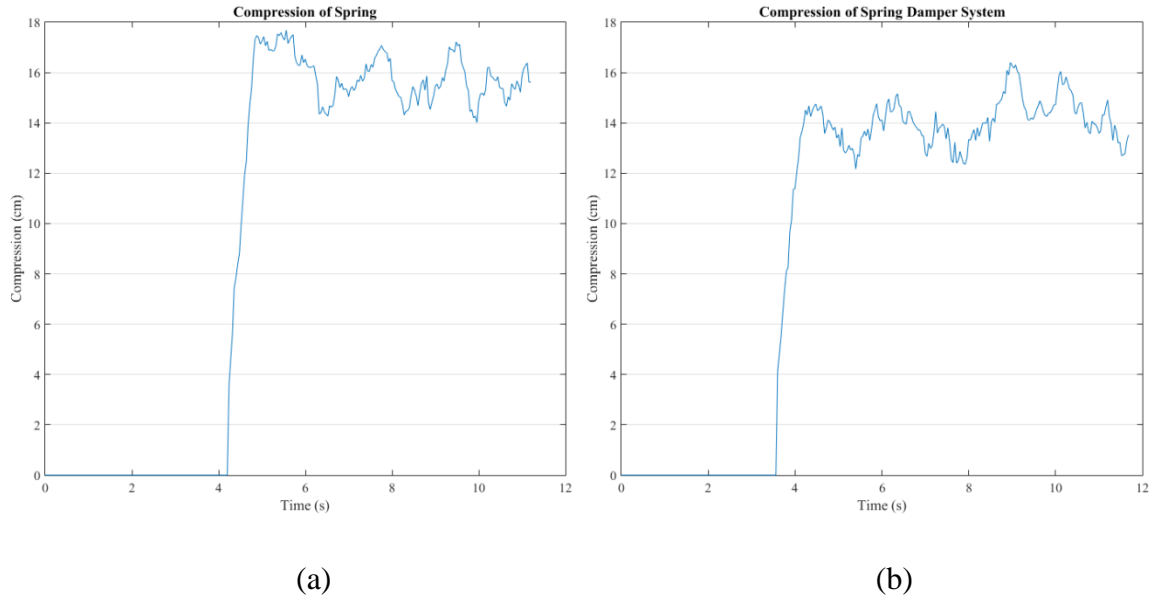 Compression of Spring
18
16
14
12
10
8
6
4
2
0
0 2 4 6 8 10 12
Compression (cm)
Time (s)
(a)
Compression of Spring Damper System
18
16
14
12
10
8
6
4
2
0
0 2 4 6 8 10 12
Compression (cm)
Time (s)
(b)